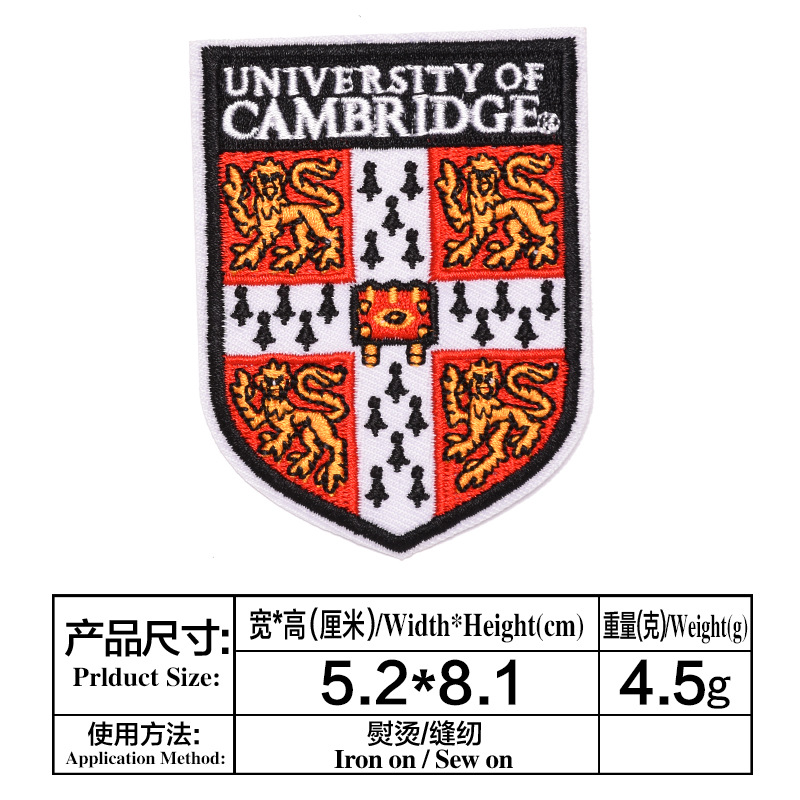 UNIVERSITY OF
CAMBRIDGE®
产品尺寸:
Prlduct Size:
宽*高(厘米)/Width*Height(cm)
重量(克)/Weight(g)
5.2*8.1
4.5g
使用方法:
Application Method:
熨烫/缝纫
Iron on / Sew on